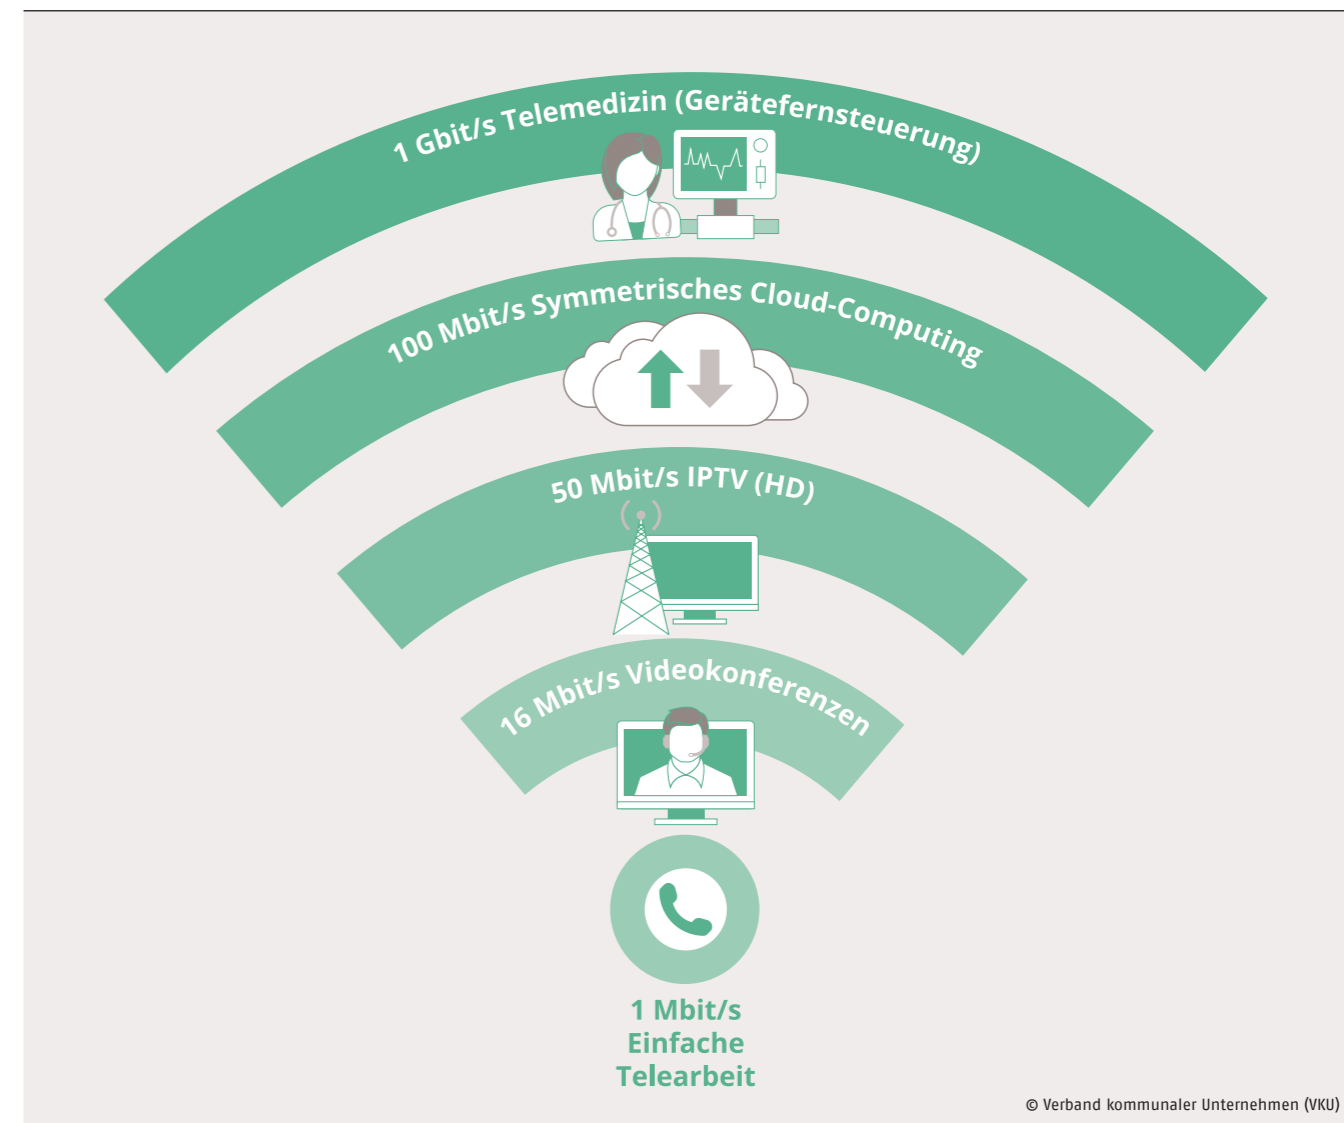 1 Gbit/s Telemedizin (Gerätefernsteuerung)
100 Mbit/s Symmetrisches Cloud-Computing
50 Mbit/s IPTV (HD)
16 Mbit/s Videokonferenzen
1 Mbit/s
Einfache
Telearbeit
© Verband kommunaler Unternehmen (VKU)